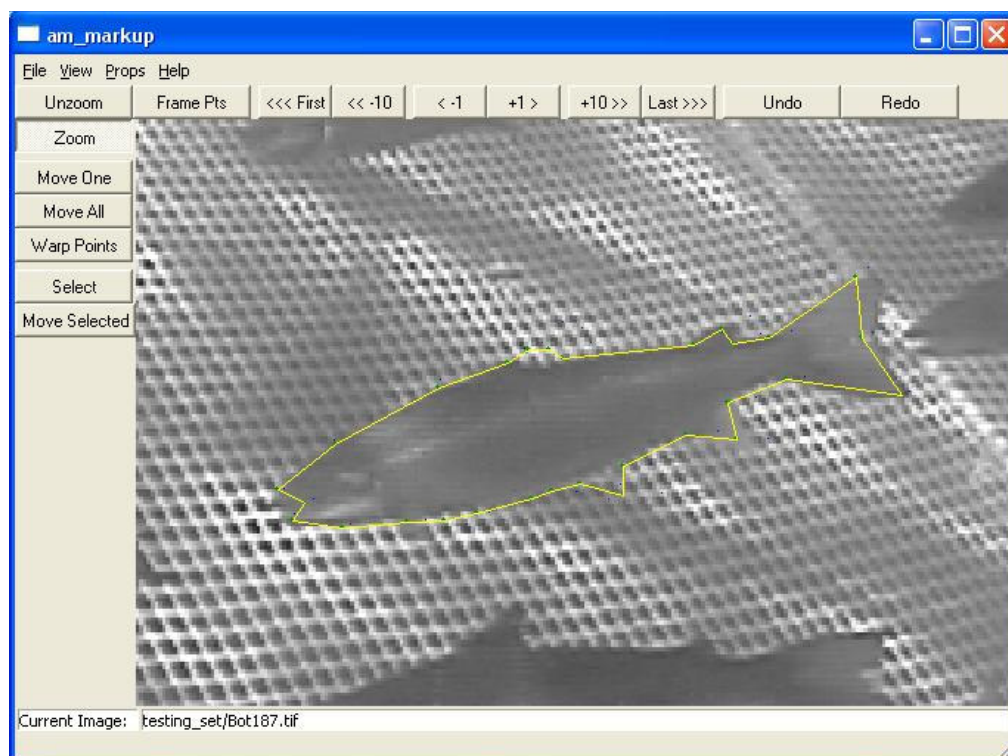 am_markup
File View Props Help
Unzoom Frame Pts <<< First << -10 < -1 +1 > +10 >> Last >>> Undo Redo
Zoom
Move One
Move All
Warp Points
Select
Move Selected
Current Image: testing_set/Bot187.tif